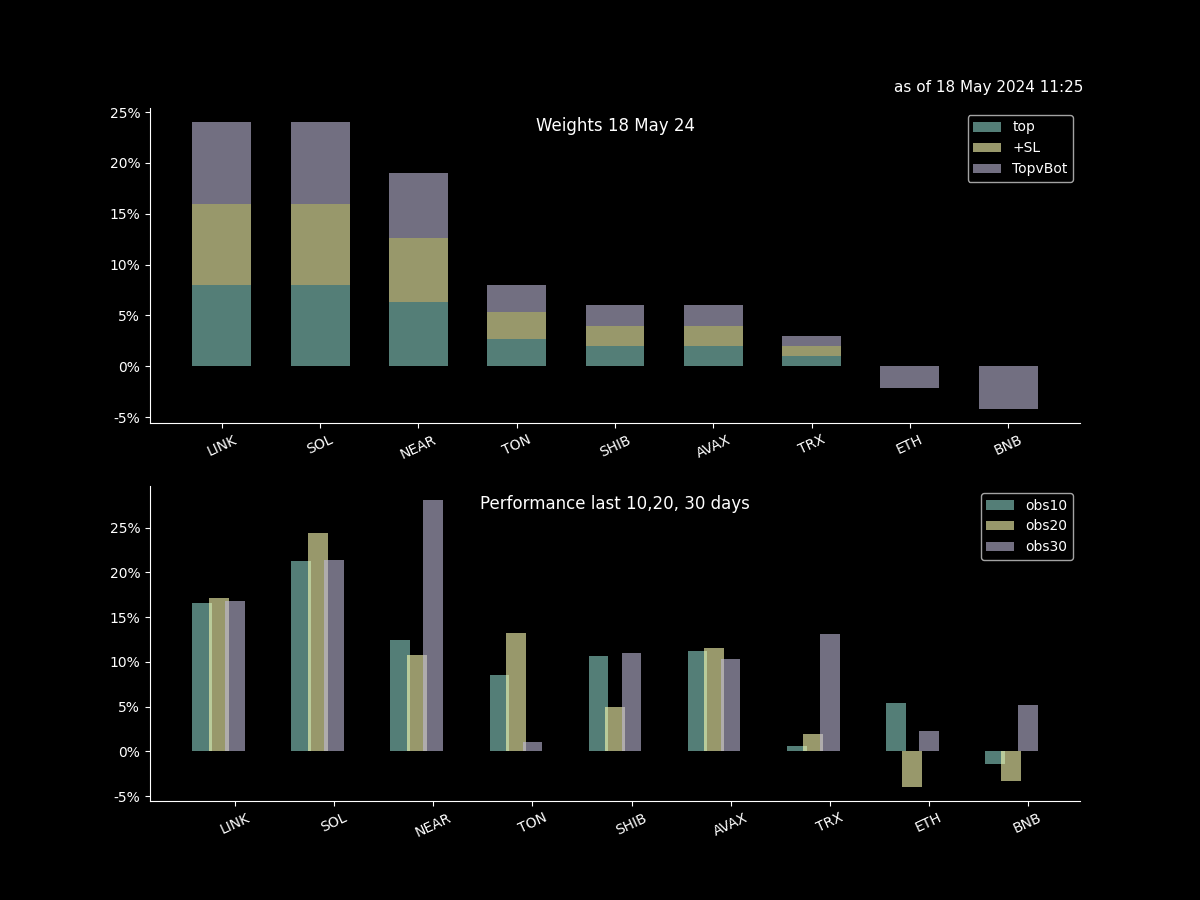 as of 18 May 2024 11:25
Weights 18 May 24
top
+SL
TopvBot
25%
20%
15%
10%
5%
0%
-5%
LINK SOL NEAR TON SHIB AVAX TRX ETH BNB
Performance last 10,20, 30 days
obs10
obs20
obs30
25%
20%
15%
10%
5%
0%
-5%
LINK SOL NEAR TON SHIB AVAX TRX ETH BNB